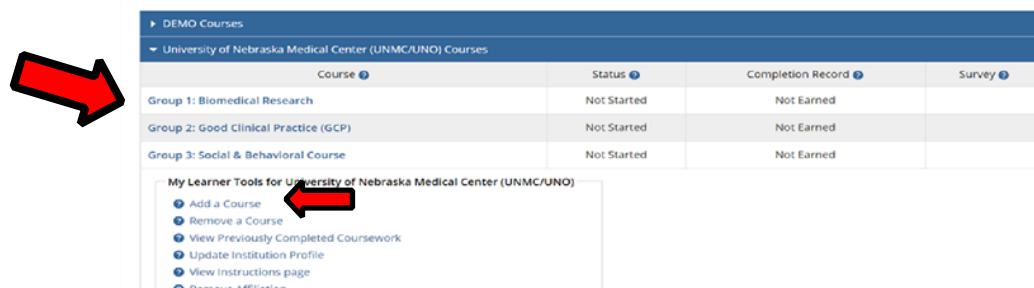 DEMO Courses
University of Nebraska Medical Center (UNMC/UNO) Courses
Course Status Completion Record Survey
Group 1: Biomedical Research Not Started Not Earned
Group 2: Good Clinical Practice (GCP) Not Started Not Earned
Group 3: Social & Behavioral Course Not Started Not Earned
My Learner Tools for University of Nebraska Medical Center (UNMC/UNO)
Add a Course
Remove a Course
View Previously Completed Coursework
Update Institution Profile
View Instructions page
Remove Affiliation